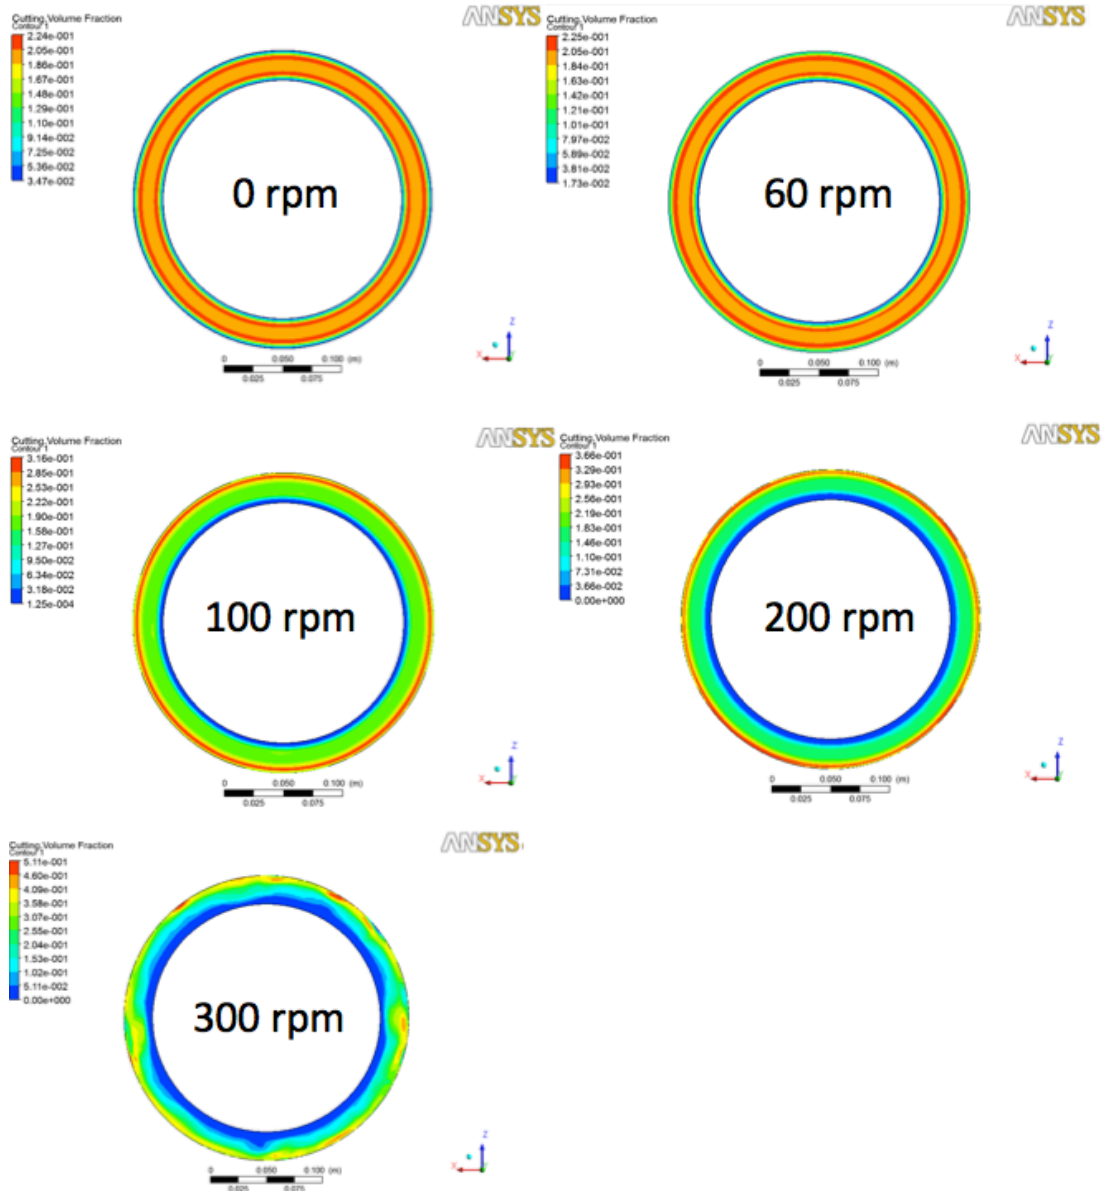 Cutting.Volume Fraction
Contour 1
2.24e-001
2.05e-001
1.86e-001
1.67e-001
1.48e-001
1.29e-001
1.10e-001
9.14e-002
7.25e-002
5.36e-002
3.47e-002
ANSYS
0 rpm
Z
X
Y
0 0.050 0.100 (m)
0.025 0.075
Cutting.Volume Fraction
Contour 1
2.25e-001
2.05e-001
1.84e-001
1.63e-001
1.42e-001
1.21e-001
1.01e-001
7.97e-002
5.89e-002
3.81e-002
1.73e-002
ANSYS
60 rpm
Z
X
Y
0 0.050 0.100 (m)
0.025 0.075
Cutting.Volume Fraction
Contour 1
3.16e-001
2.85e-001
2.53e-001
2.22e-001
1.90e-001
1.58e-001
1.27e-001
9.50e-002
6.34e-002
3.18e-002
1.25e-004
ANSYS
100 rpm
Z
X
Y
0 0.050 0.100 (m)
0.025 0.075
Cutting.Volume Fraction
Contour 1
3.66e-001
3.29e-001
2.93e-001
2.56e-001
2.19e-001
1.83e-001
1.46e-001
1.10e-001
7.31e-002
3.66e-002
0.00e+000
ANSYS
200 rpm
Z
X
Y
0 0.050 0.100 (m)
0.025 0.075
Cutting.Volume Fraction
Contour 1
5.11e-001
4.60e-001
4.09e-001
3.58e-001
3.07e-001
2.55e-001
2.04e-001
1.53e-001
1.02e-001
5.11e-002
0.00e+000
ANSYS
300 rpm
Z
X
Y
0 0.050 0.100 (m)
0.025 0.075